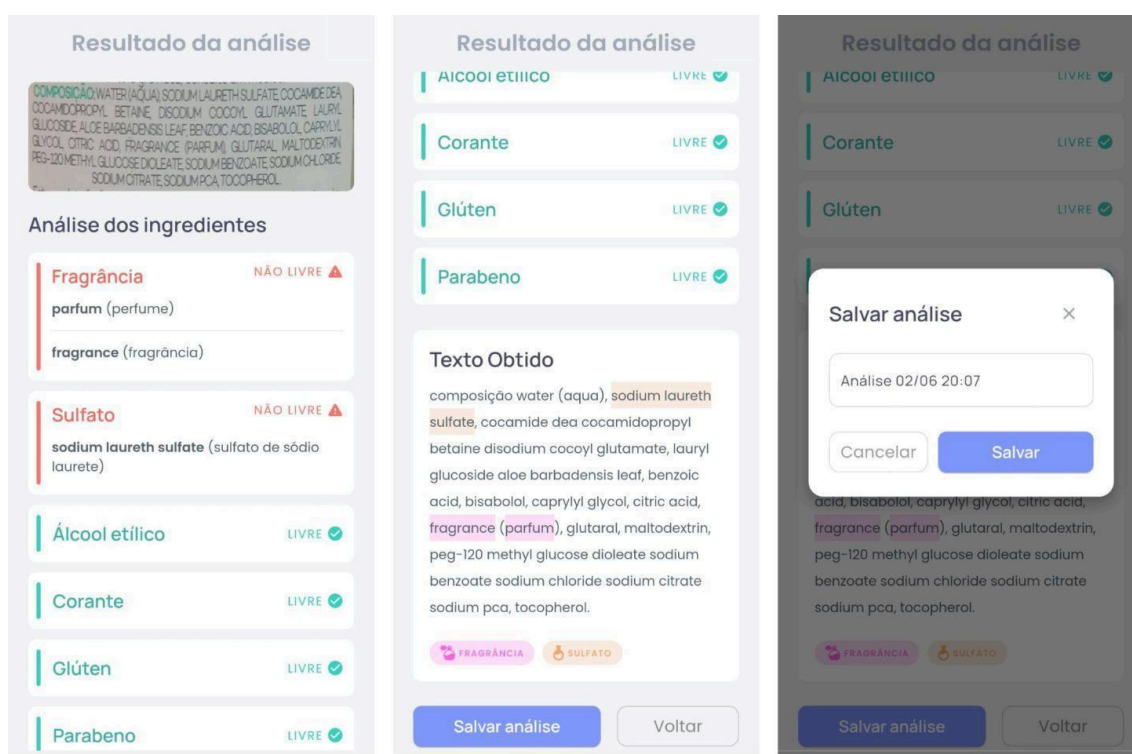 Resultado da análise
COMPOSIÇÃO: WATER (AQUA), SODIUM LAURETH SULFATE, COCAMIDE DEA,
COCAMIDOPROPYL BETAINE, DISODIUM COCOYL GLUTAMATE, LAURYL
GLUCOSIDE, ALOE BARBADENSIS LEAF, BENZOIC ACID, BISABOLOL, CAPRYLYL
GLYCOL, CITRIC ACID, FRAGRANCE (PARFUM), GLUTARAL, MALTODEXTRIN
PEG-120 METHYL GLUCOSE DIOLEATE, SODIUM BENZOATE, SODIUM CHLORIDE
SODIUM CITRATE, SODIUM PCA, TOCOPHEROL.
Análise dos ingredientes
Fragrância NÃO LIVRE
parfum (perfume)
fragrance (fragrância)
Sulfato NÃO LIVRE
sodium laureth sulfate (sulfato de sódio
laurete)
Álcool etílico LIVRE
Corante LIVRE
Glúten LIVRE
Parabeno LIVRE
Resultado da análise
Álcool etílico LIVRE
Corante LIVRE
Glúten LIVRE
Parabeno LIVRE
Texto Obtido
composição water (aqua), sodium laureth
sulfate, cocamide dea cocamidopropyl
betaine disodium cocoyl glutamate, lauryl
glucoside aloe barbadensis leaf, benzoic
acid, bisabolol, caprylyl glycol, citric acid,
fragrance (parfum), glutaral, maltodextrin,
peg-120 methyl glucose dioleate sodium
benzoate sodium chloride sodium citrate
sodium pca, tocopherol.
FRAGRÂNCIA SULFATO
Salvar análise Voltar
Resultado da análise
Álcool etílico LIVRE
Corante LIVRE
Glúten LIVRE
Salvar análise
Análise 02/06 20:07
Cancelar Salvar
acid, bisabolol, caprylyl glycol, citric acid,
fragrance (parfum), glutaral, maltodextrin,
peg-120 methyl glucose dioleate sodium
benzoate sodium chloride sodium citrate
sodium pca, tocopherol.
FRAGRÂNCIA SULFATO
Salvar análise Voltar